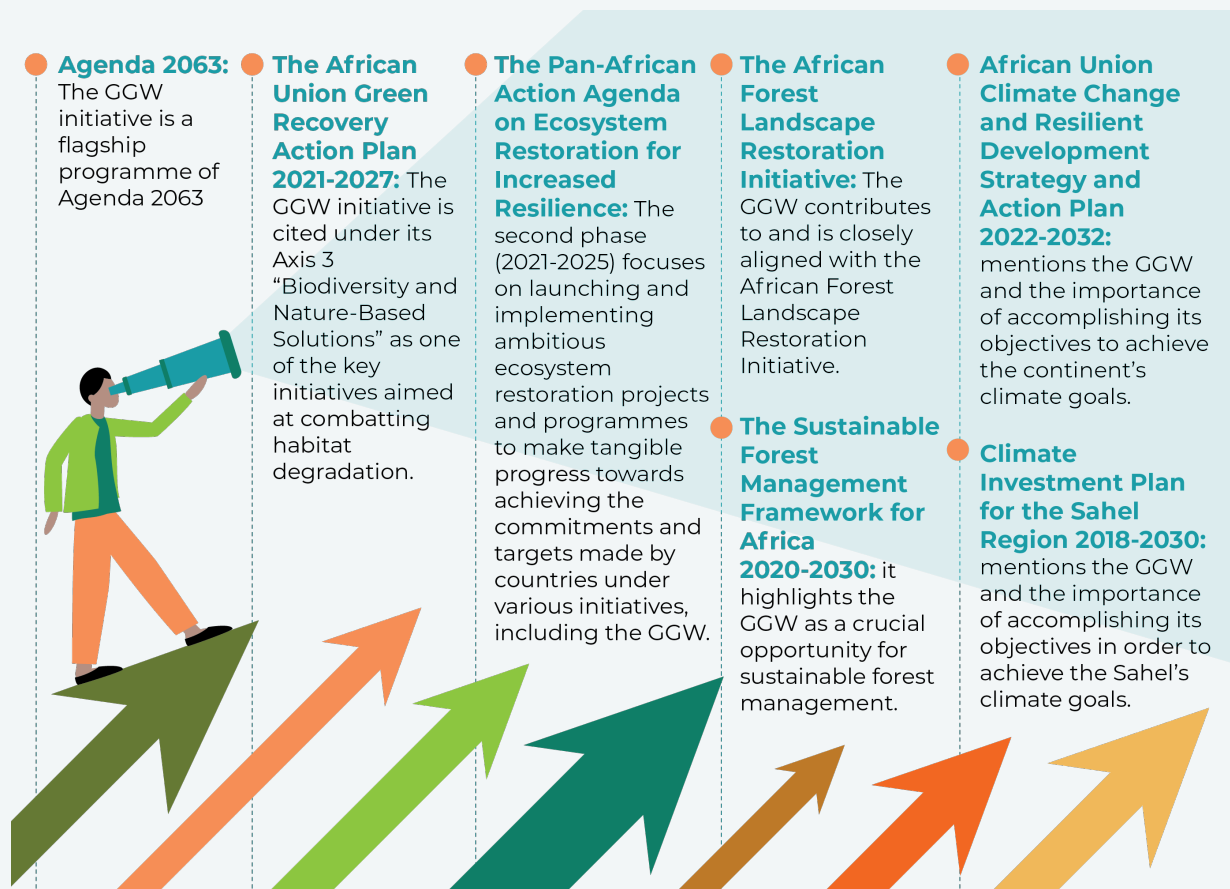 Agenda 2063:
The GGW
initiative is a
flagship
programme of
Agenda 2063
The African
Union Green
Recovery
Action Plan
2021-2027: The
GGW initiative is
cited under its
Axis 3
“Biodiversity and
Nature-Based
Solutions” as one
of the key
initiatives aimed
at combatting
habitat
degradation.
The Pan-African
Action Agenda
on Ecosystem
Restoration for
Increased
Resilience: The
second phase
(2021-2025) focuses
on launching and
implementing
ambitious
ecosystem
restoration projects
and programmes
to make tangible
progress towards
achieving the
commitments and
targets made by
countries under
various initiatives,
including the GGW.
The African
Forest
Landscape
Restoration
Initiative: The
GGW contributes
to and is closely
aligned with the
African Forest
Landscape
Restoration
Initiative.
The Sustainable
Forest
Management
Framework for
Africa
2020-2030: it
highlights the
GGW as a crucial
opportunity for
sustainable forest
management.
African Union
Climate Change
and Resilient
Development
Strategy and
Action Plan
2022-2032:
mentions the GGW
and the importance
of accomplishing its
objectives to achieve
the continent’s
climate goals.
Climate
Investment Plan
for the Sahel
Region 2018-2030:
mentions the GGW
and the importance
of accomplishing its
objectives in order to
achieve the Sahel’s
climate goals.